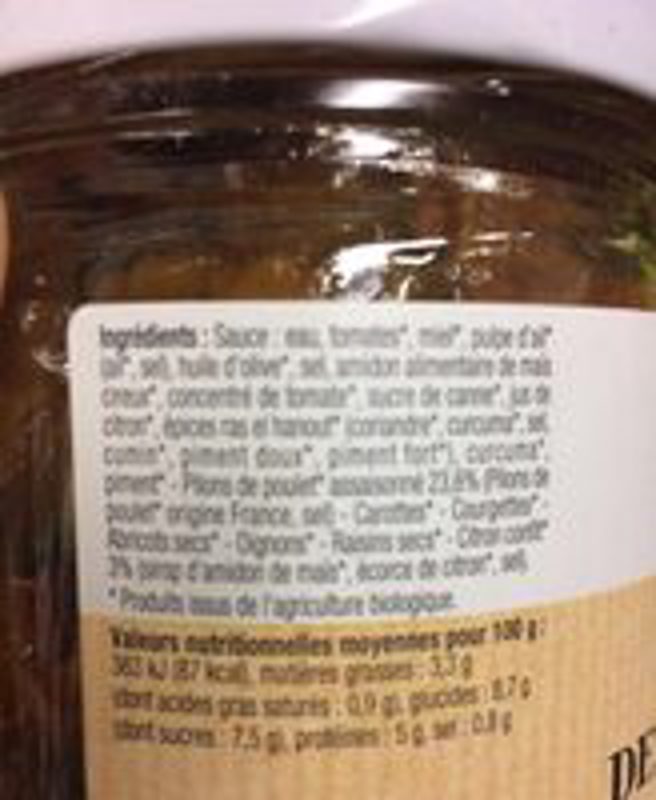 Ingrédients : Sauce : eau, tomates*, miel*, pulpe d'ail*
(ail*, sel), huile d'olive*, sel, amidon alimentaire de maïs
cireux*, concentré de tomate*, sucre de canne*, jus de
citron*, épices ras el hanout* (coriandre*, curcuma*, sel,
cumin*, piment doux*, piment fort*), curcuma*,
piment* - Pilons de poulet* assaisonné 23,6% (Pilons de
poulet* origine France, sel) - Carottes* - Courgettes* -
Abricots secs* - Oignons* - Raisins secs* - Citron confit*
3% (sirop d'amidon de maïs*, écorce de citron*, sel).
* Produits issus de l'agriculture biologique.
Valeurs nutritionnelles moyennes pour 100 g :
363 kJ (87 kcal), matières grasses : 3,3 g
(dont acides gras saturés : 0,9 g), glucides : 8,7 g
(dont sucres : 7,5 g), protéines : 5 g, sel : 0,8 g
DE